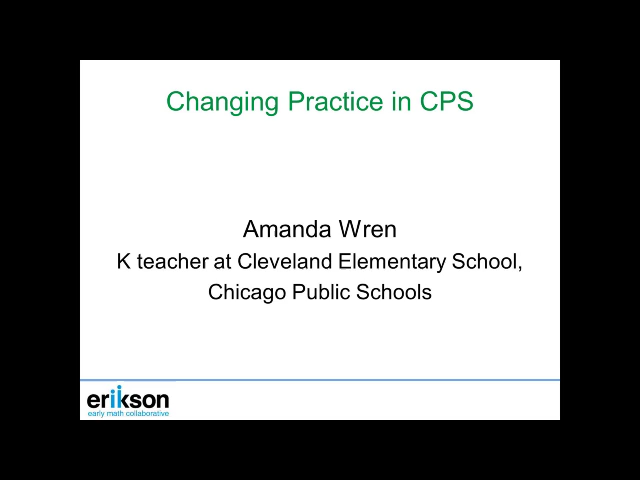 Changing Practice in CPS
Amanda Wren
K teacher at Cleveland Elementary School,
Chicago Public Schools
erikson
early math collaborative